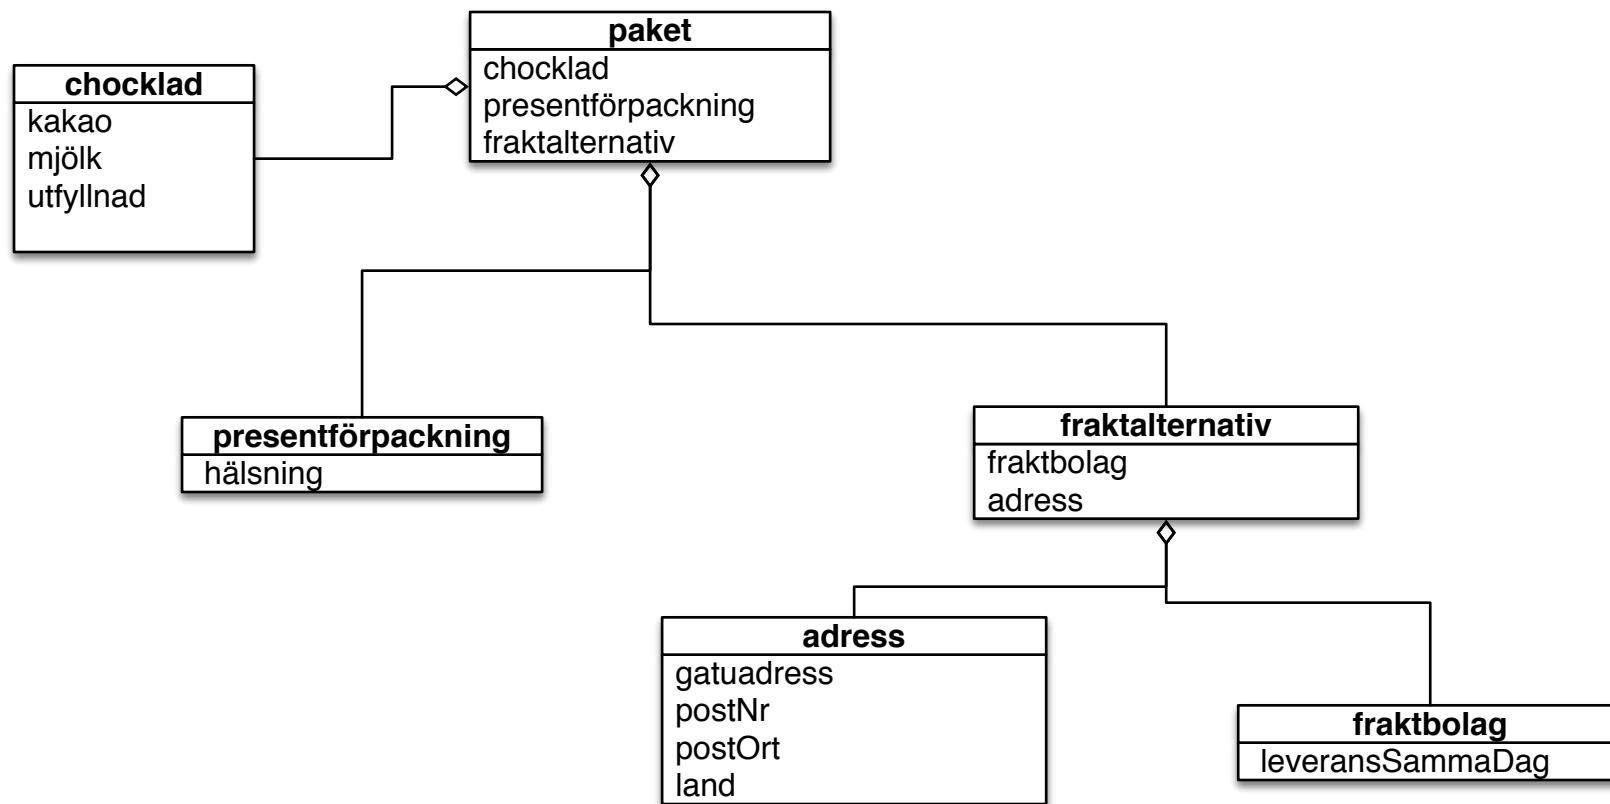 paket
chocklad
presentförpackning
fraktalternativ
chocklad
kakao
mjölk
utfyllnad
presentförpackning
hälsning
fraktalternativ
fraktbolag
adress
adress
gatuadress
postNr
postOrt
land
fraktbolag
leveransSammaDag